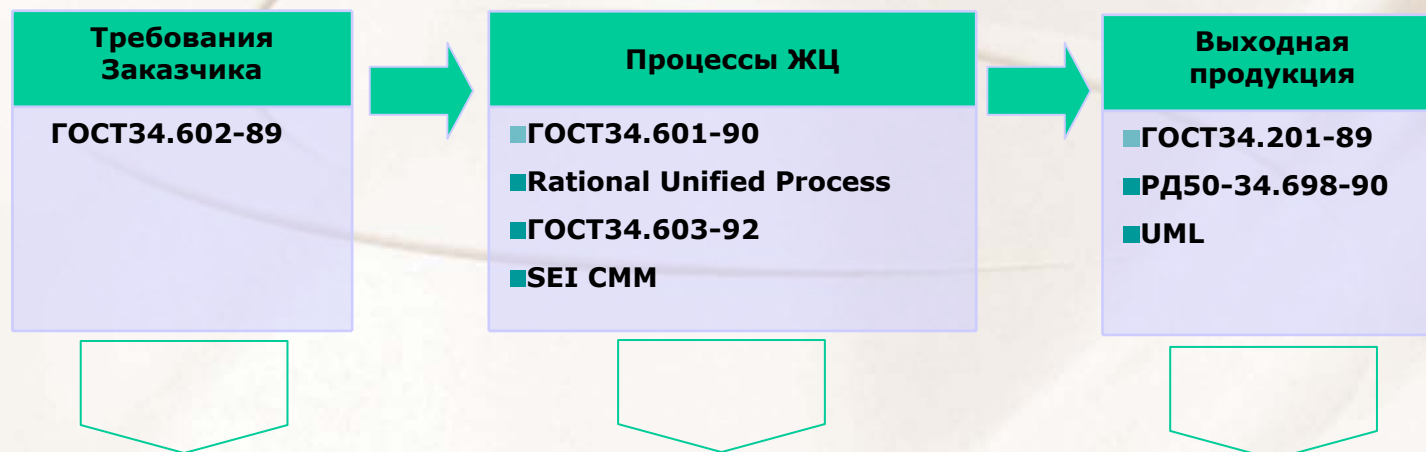 Требования
Заказчика
ГОСТ34.602-89
Процессы ЖЦ
ГОСТ34.601-90
Rational Unified Process
ГОСТ34.603-92
SEI CMM
Выходная
продукция
ГОСТ34.201-89
РД50-34.698-90
UML